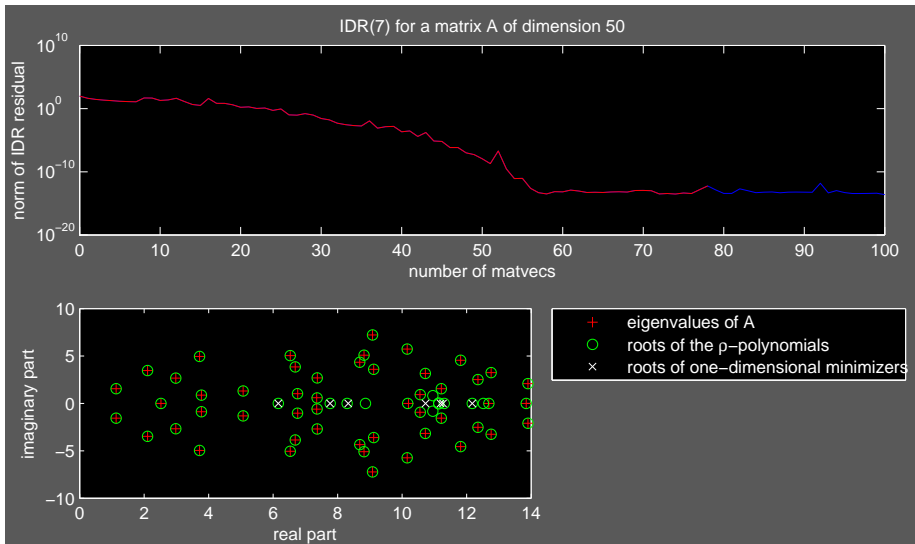 IDR(7) for a matrix A of dimension 50
norm of IDR residual
10^10
10^0
10^-10
10^-20
0 10 20 30 40 50 60 70 80 90 100
number of matvecs
imaginary part
10
5
0
-5
-10
0 2 4 6 8 10 12 14
real part
eigenvalues of A
roots of the ρ-polynomials
roots of one-dimensional minimizers